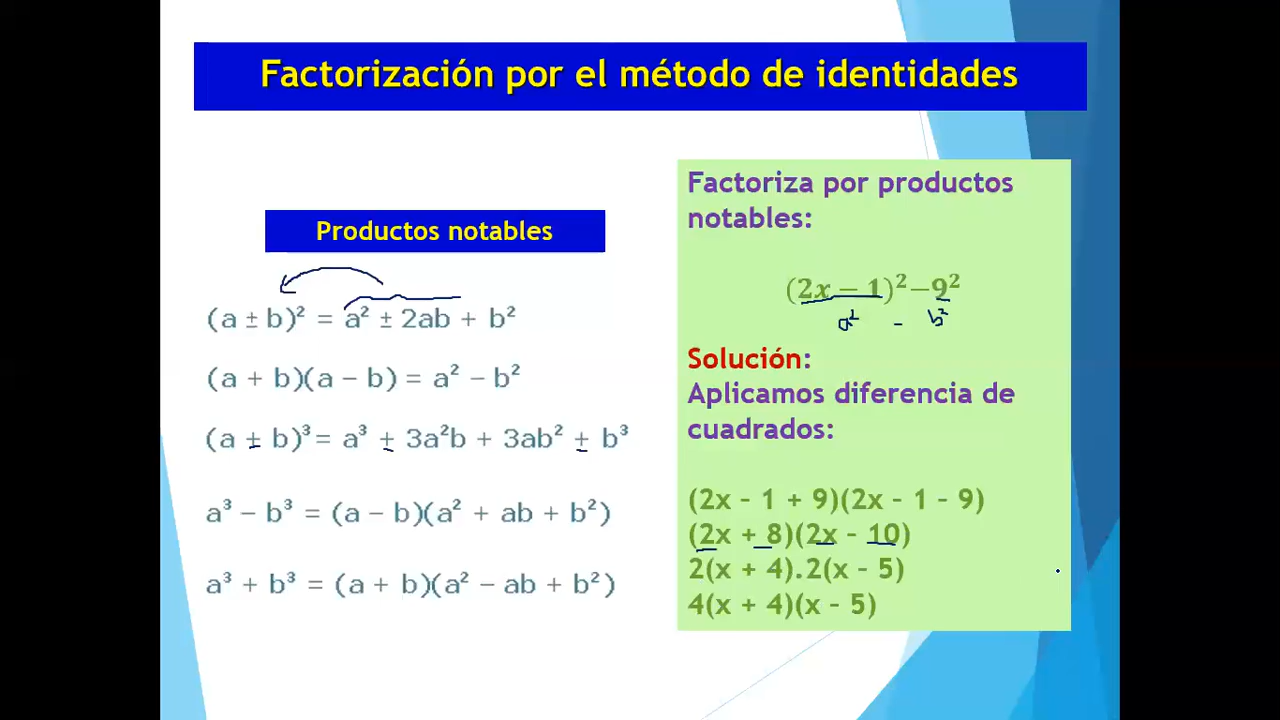 Factorización por el método de identidades
Productos notables
(a ± b)² = a² ± 2ab + b²
(a + b)(a − b) = a² − b²
(a ± b)³= a³ ± 3a²b + 3ab² ± b³
a³ − b³ = (a − b)(a² + ab + b²)
a³ + b³ = (a + b)(a² − ab + b²)
Factoriza por productos
notables:
(2x − 1)²−9²
a² - b²
Solución:
Aplicamos diferencia de
cuadrados:
(2x - 1 + 9)(2x - 1 - 9)
(2x + 8)(2x - 10)
2(x + 4).2(x - 5)
4(x + 4)(x - 5)